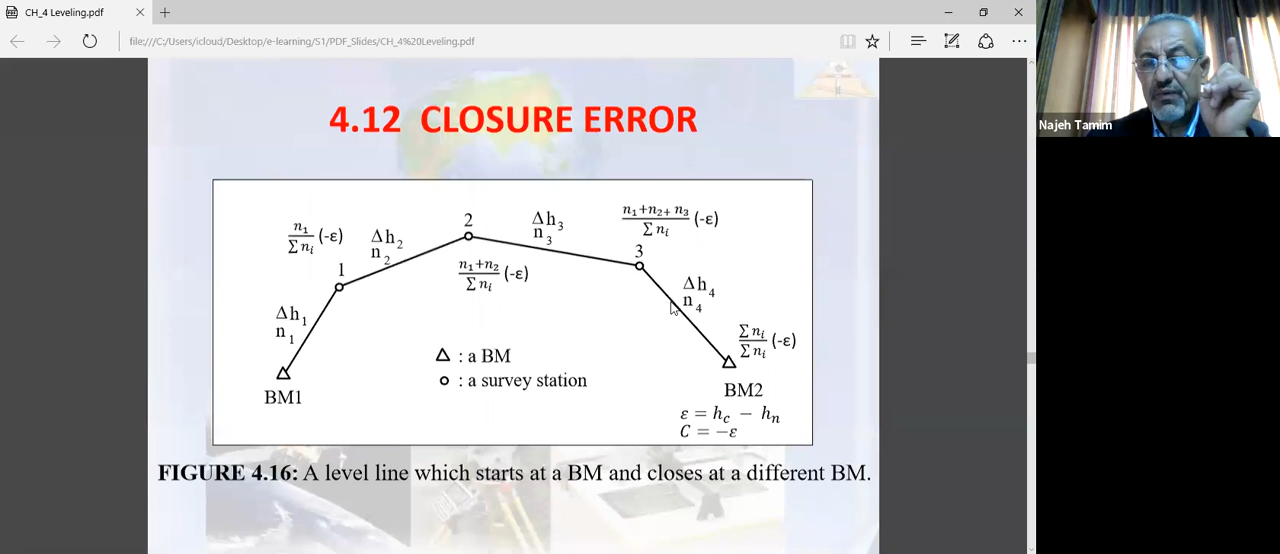 CH_4 Leveling.pdf
file:///C:/Users/icloud/Desktop/e-learning/S1/PDF_Slides/CH_4%20Leveling.pdf
Najeh Tamim
4.12 CLOSURE ERROR
n₁/Σnᵢ (-ε)
Δh₂
n₂
2
Δh₃
n₃
n₁+n₂+ n₃/Σnᵢ (-ε)
1
n₁+n₂/Σnᵢ (-ε)
3
Δh₁
n₁
Δh₄
n₄
Σnᵢ/Σnᵢ (-ε)
Δ : a BM
o : a survey station
BM1
BM2
ε = h_c − h_n
C = −ε
FIGURE 4.16: A level line which starts at a BM and closes at a different BM.